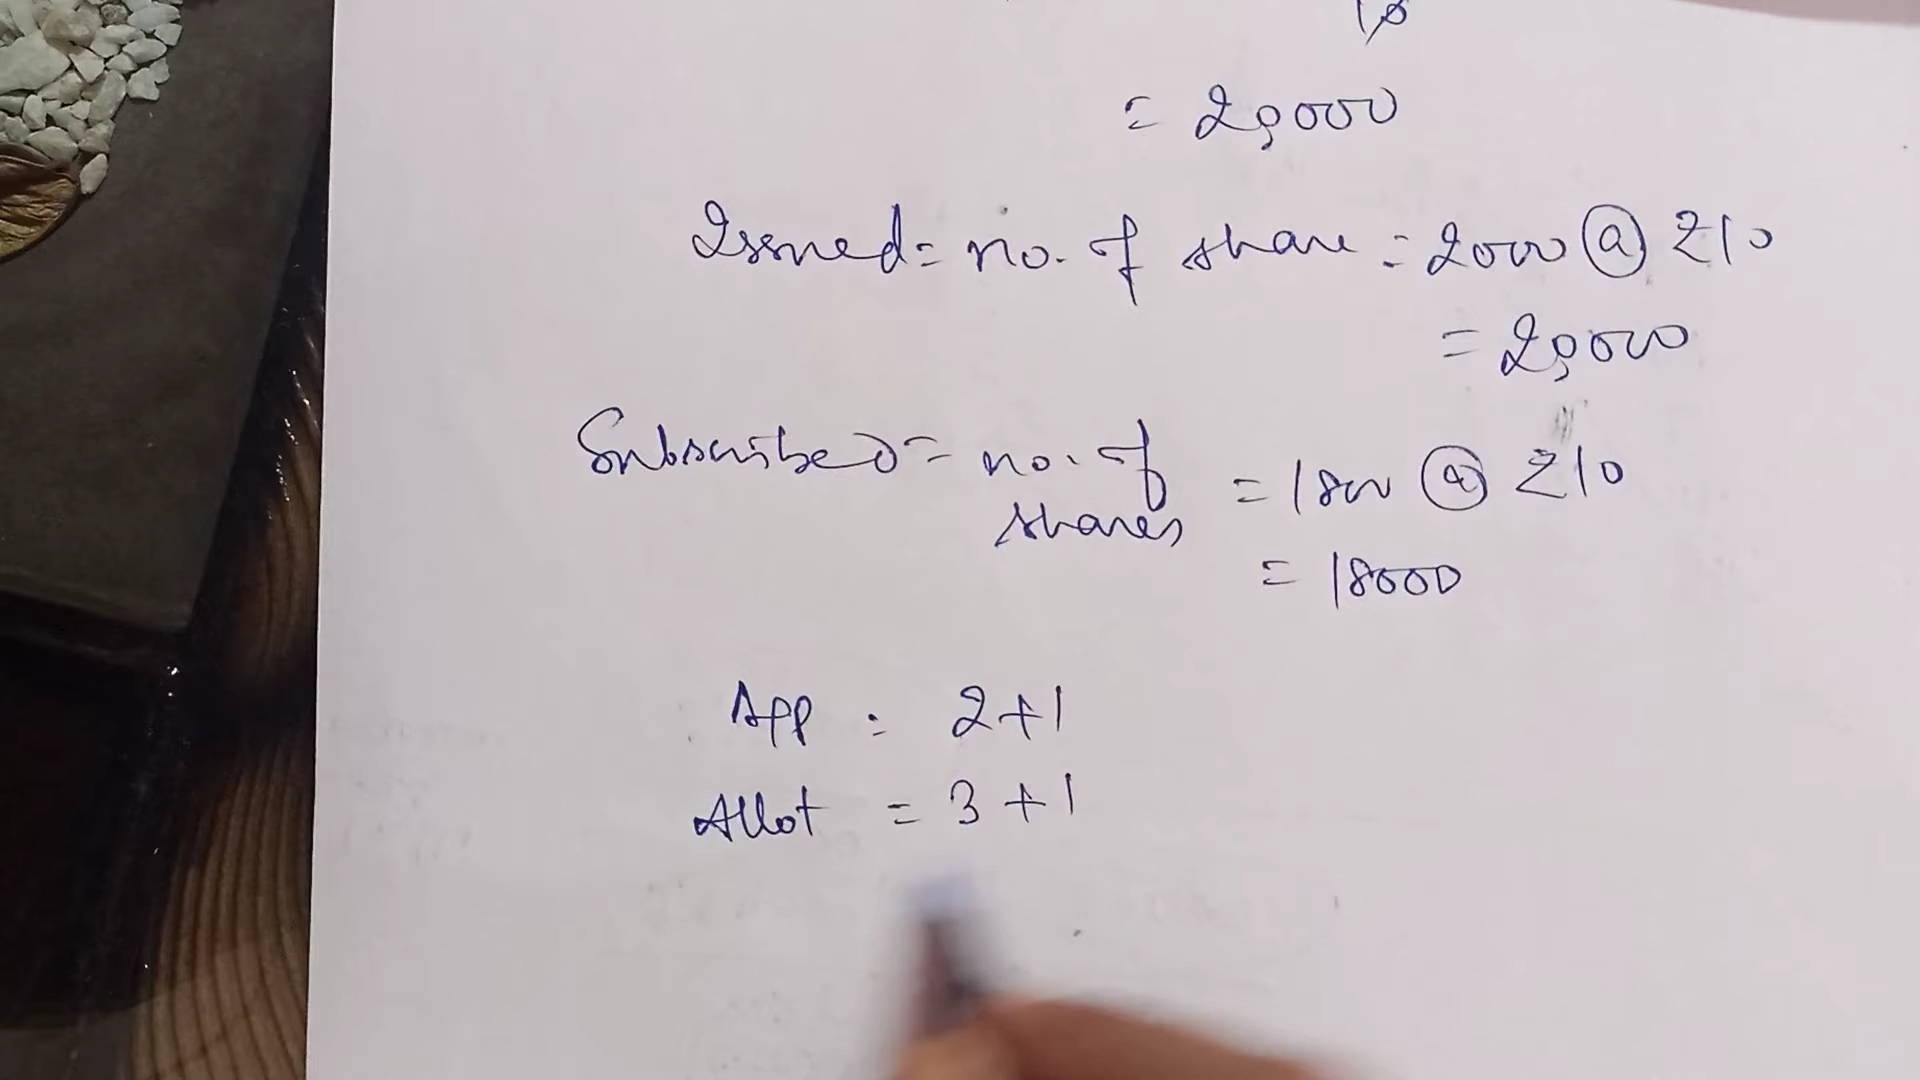 10
= 20,000
Issued = no. of share = 2000 @ ₹10
= 20,000
Subscribed = no. of shares = 1800 @ ₹10
= 18000
App = 2+1
Allot = 3+1